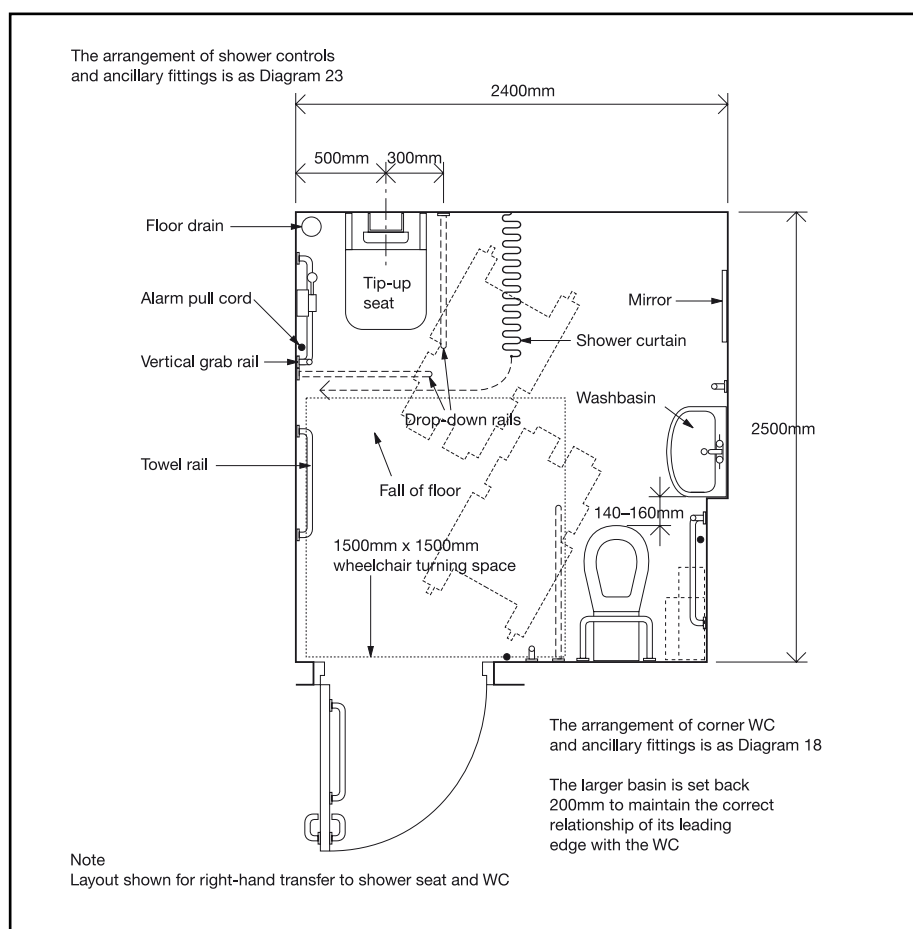 The arrangement of shower controls
and ancillary fittings is as Diagram 23
2400mm
500mm
300mm
Floor drain
Alarm pull cord
Tip-up
seat
Mirror
Vertical grab rail
Shower curtain
Washbasin
Drop-down rails
2500mm
Towel rail
Fall of floor
140–160mm
1500mm x 1500mm
wheelchair turning space
The arrangement of corner WC
and ancillary fittings is as Diagram 18
The larger basin is set back
200mm to maintain the correct
relationship of its leading
edge with the WC
Note
Layout shown for right-hand transfer to shower seat and WC